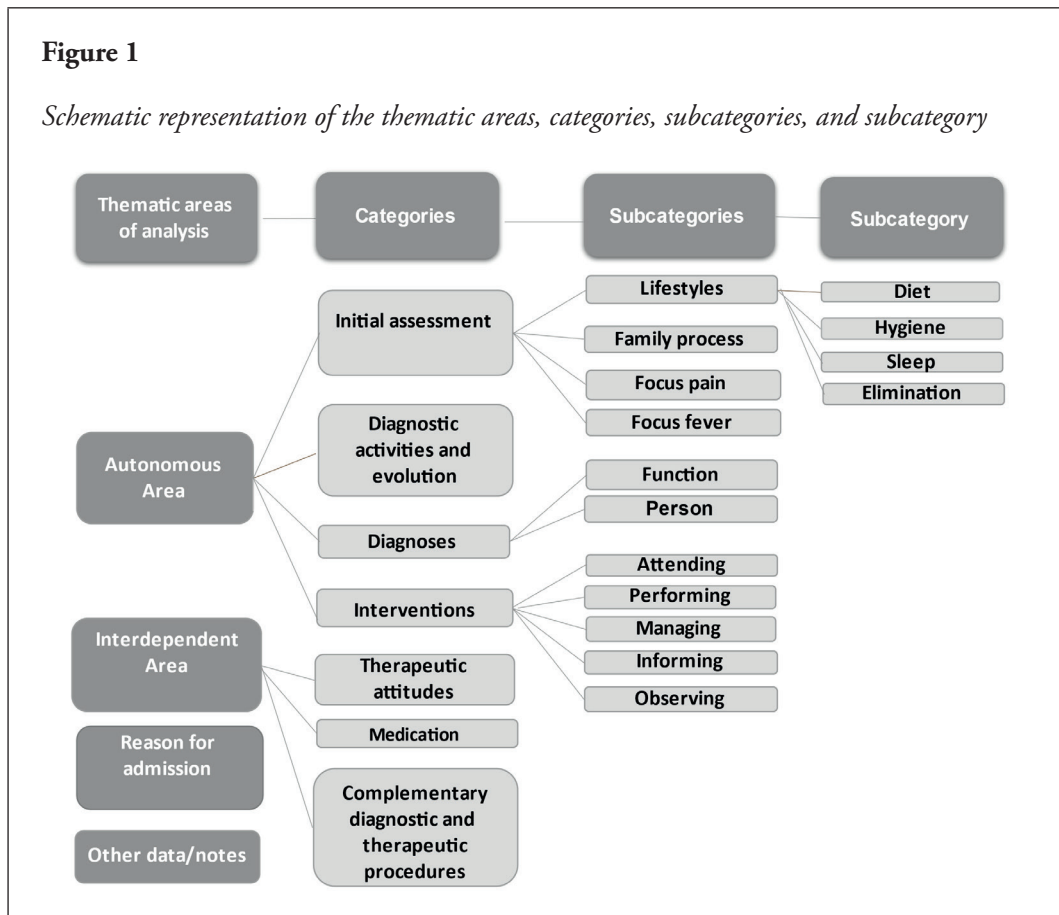 Figure 1
Schematic representation of the thematic areas, categories, subcategories, and subcategory
Thematic areas
of analysis
Categories
Subcategories
Subcategory
Autonomous
Area
Initial assessment
Lifestyles
Diet
Hygiene
Sleep
Elimination
Family process
Focus pain
Focus fever
Diagnostic
activities and
evolution
Diagnoses
Function
Person
Interventions
Attending
Performing
Managing
Informing
Observing
Interdependent
Area
Therapeutic
attitudes
Medication
Complementary
diagnostic and
therapeutic
procedures
Reason for
admission
Other data/notes